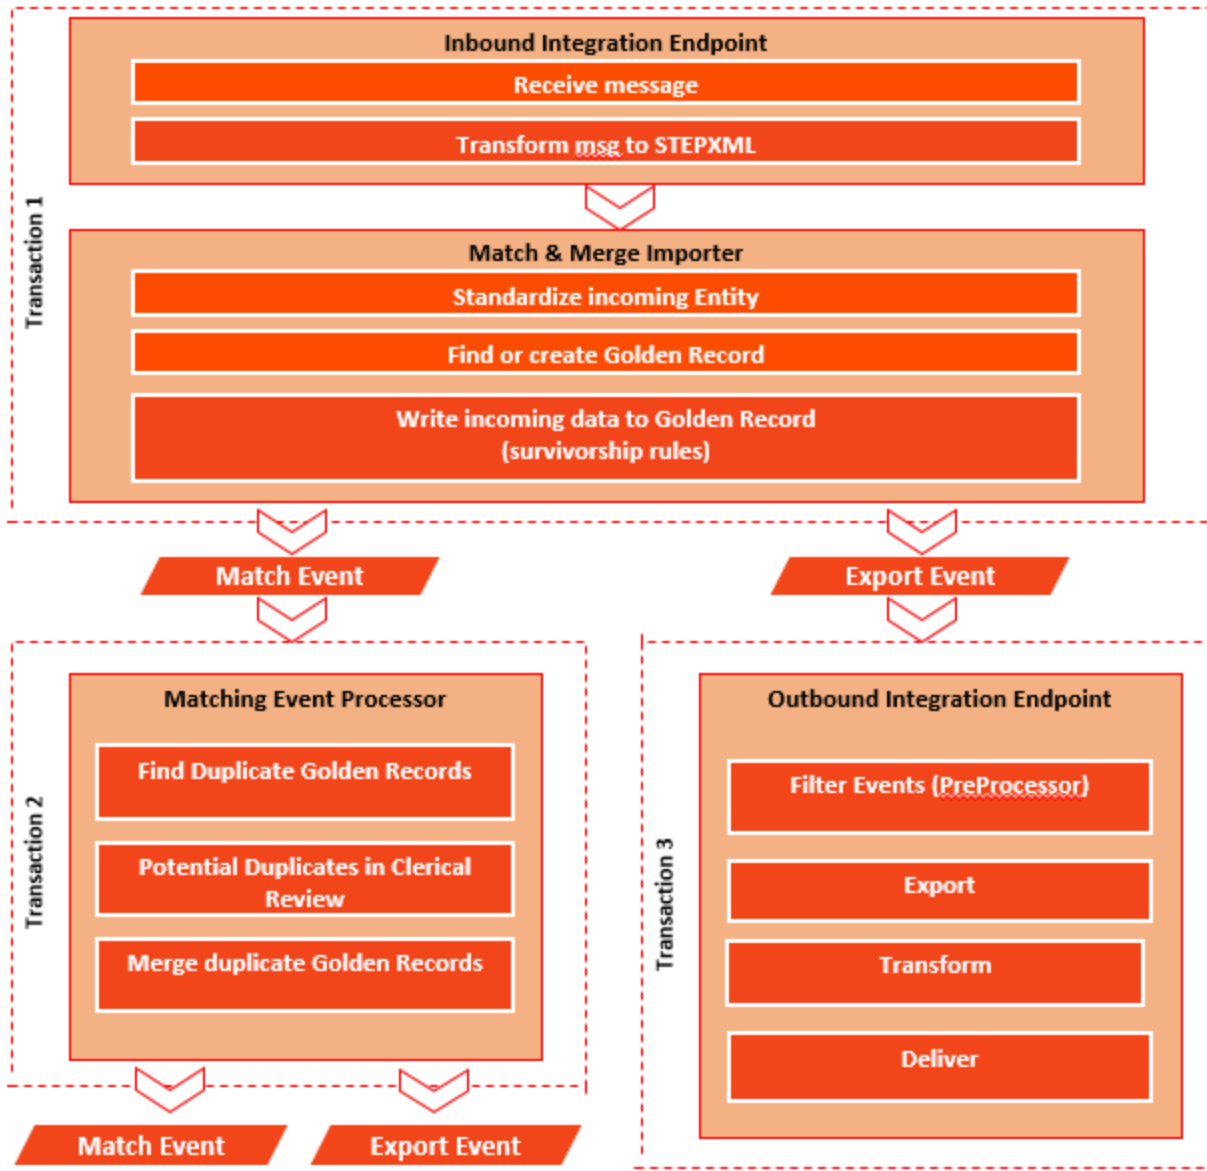 Inbound Integration Endpoint
Receive message
Transform msg to STEPXML
Transaction 1
Match & Merge Importer
Standardize incoming Entity
Find or create Golden Record
Write incoming data to Golden Record
(survivorship rules)
Match Event
Export Event
Transaction 2
Matching Event Processor
Find Duplicate Golden Records
Potential Duplicates in Clerical
Review
Merge duplicate Golden Records
Match Event
Export Event
Transaction 3
Outbound Integration Endpoint
Filter Events (PreProcessor)
Export
Transform
Deliver